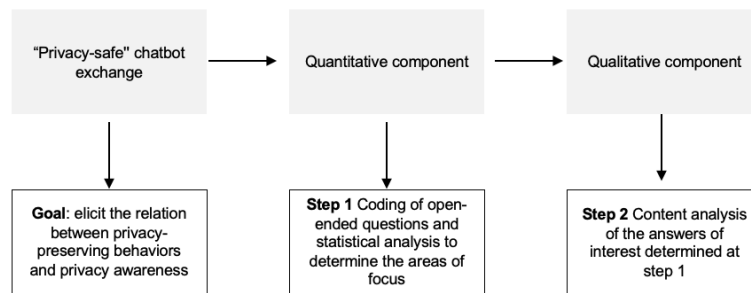 “Privacy-safe" chatbot
exchange
Quantitative component
Qualitative component
Goal: elicit the relation
between privacy-
preserving behaviors
and privacy awareness
Step 1 Coding of open-
ended questions and
statistical analysis to
determine the areas of
focus
Step 2 Content analysis
of the answers of
interest determined at
step 1